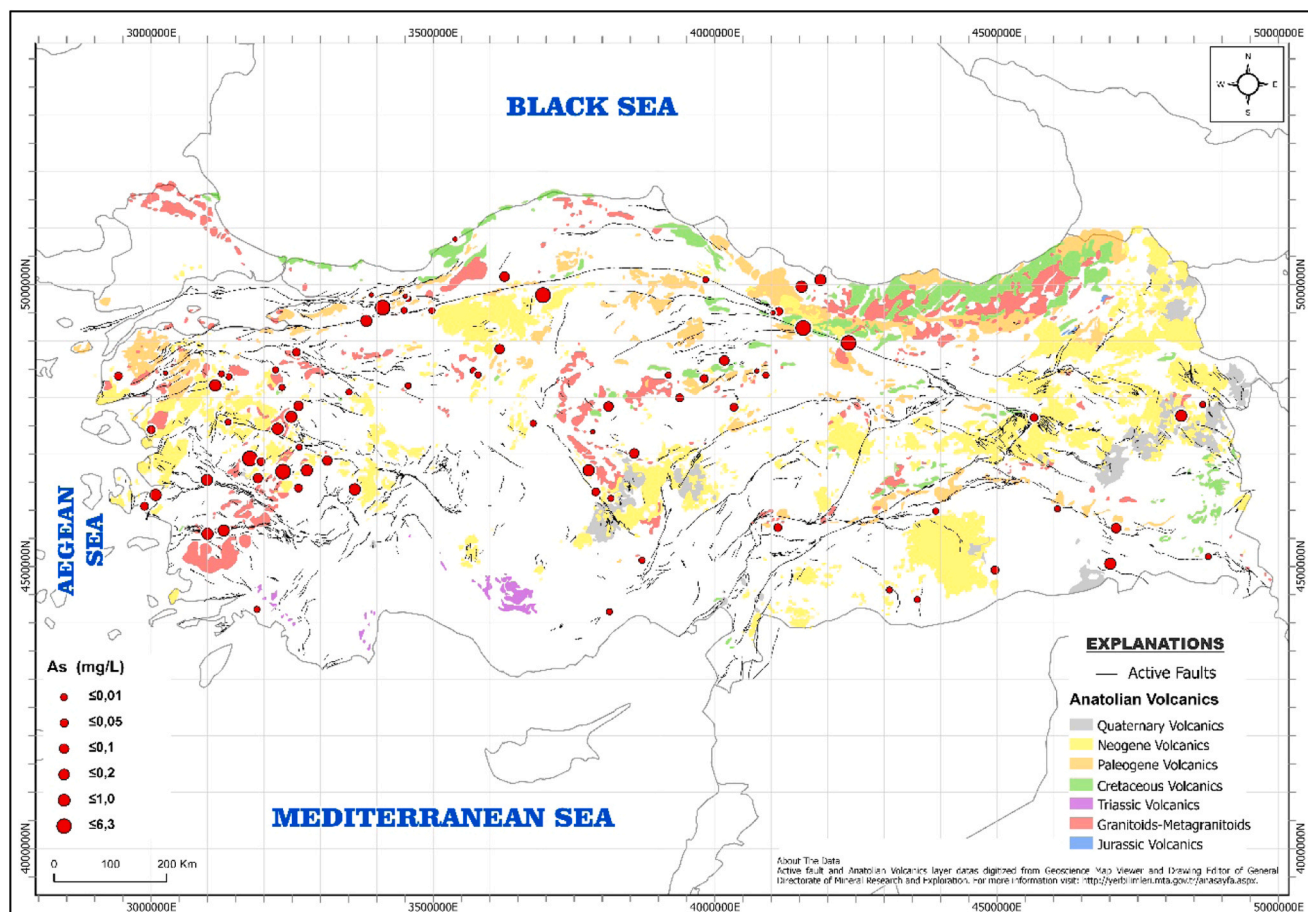 3000000E 3500000E 4000000E 4500000E 5000000E
N
W E
S
BLACK SEA
5000000N 5000000N
AEGEAN
SEA
4500000N 4500000N
As (mg/L)
≤0,01
≤0,05
≤0,1
≤0,2
≤1,0
≤6,3
0 100 200 Km
MEDITERRANEAN SEA
EXPLANATIONS
Active Faults
Anatolian Volcanics
Quaternary Volcanics
Neogene Volcanics
Paleogene Volcanics
Cretaceous Volcanics
Triassic Volcanics
Granitoids-Metagranitoids
Jurassic Volcanics
4000000N 4000000N
About The Data
Active fault and Anatolian Volcanics layer datas digitized from Geoscience Map Viewer and Drawing Editor of General
Directorate of Mineral Research and Exploration. For more information visit: http://yerbilimleri.mta.gov.tr/anasayfa.aspx.
3000000E 3500000E 4000000E 4500000E 5000000E